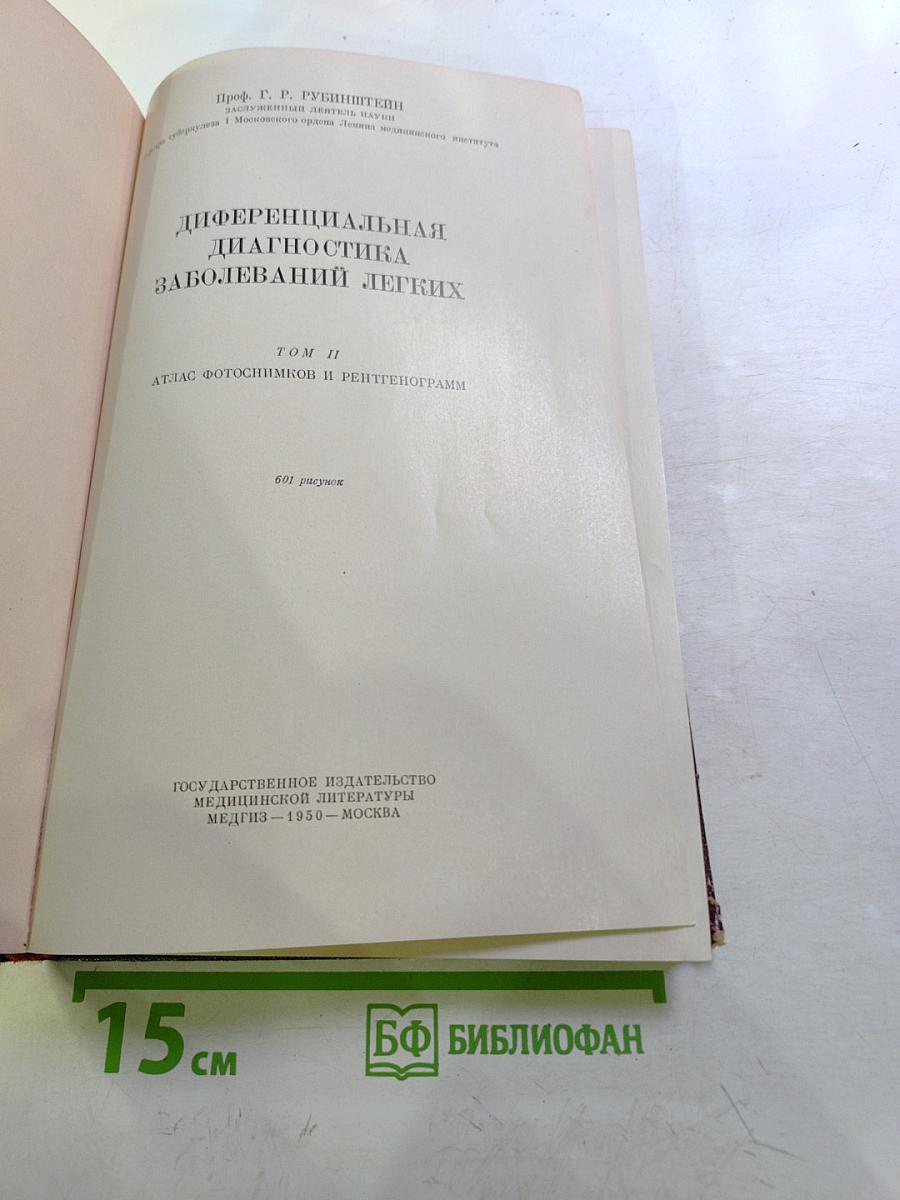 Проф. Г. Р. РУБИНШТЕЙН
ЗАСЛУЖЕННЫЙ ДЕЯТЕЛЬ НАУКИ
туберкулеза I Московского ордена Ленина медицинского института
ДИФЕРЕНЦИАЛЬНАЯ
ДИАГНОСТИКА
ЗАБОЛЕВАНИЙ ЛЕГКИХ
ТОМ II
АТЛАС ФОТОСНИМКОВ И РЕНТГЕНОГРАММ
601 рисунок
ГОСУДАРСТВЕННОЕ ИЗДАТЕЛЬСТВО
МЕДИЦИНСКОЙ ЛИТЕРАТУРЫ
МЕДГИЗ — 1950 — МОСКВА
15 см
БФ БИБЛИОФАН